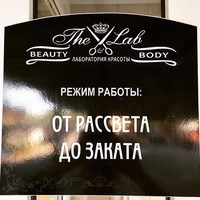 The Lab
BEAUTY & BODY
ЛАБОРАТОРИЯ КРАСОТЫ
РЕЖИМ РАБОТЫ:
ОТ РАССВЕТА
ДО ЗАКАТА